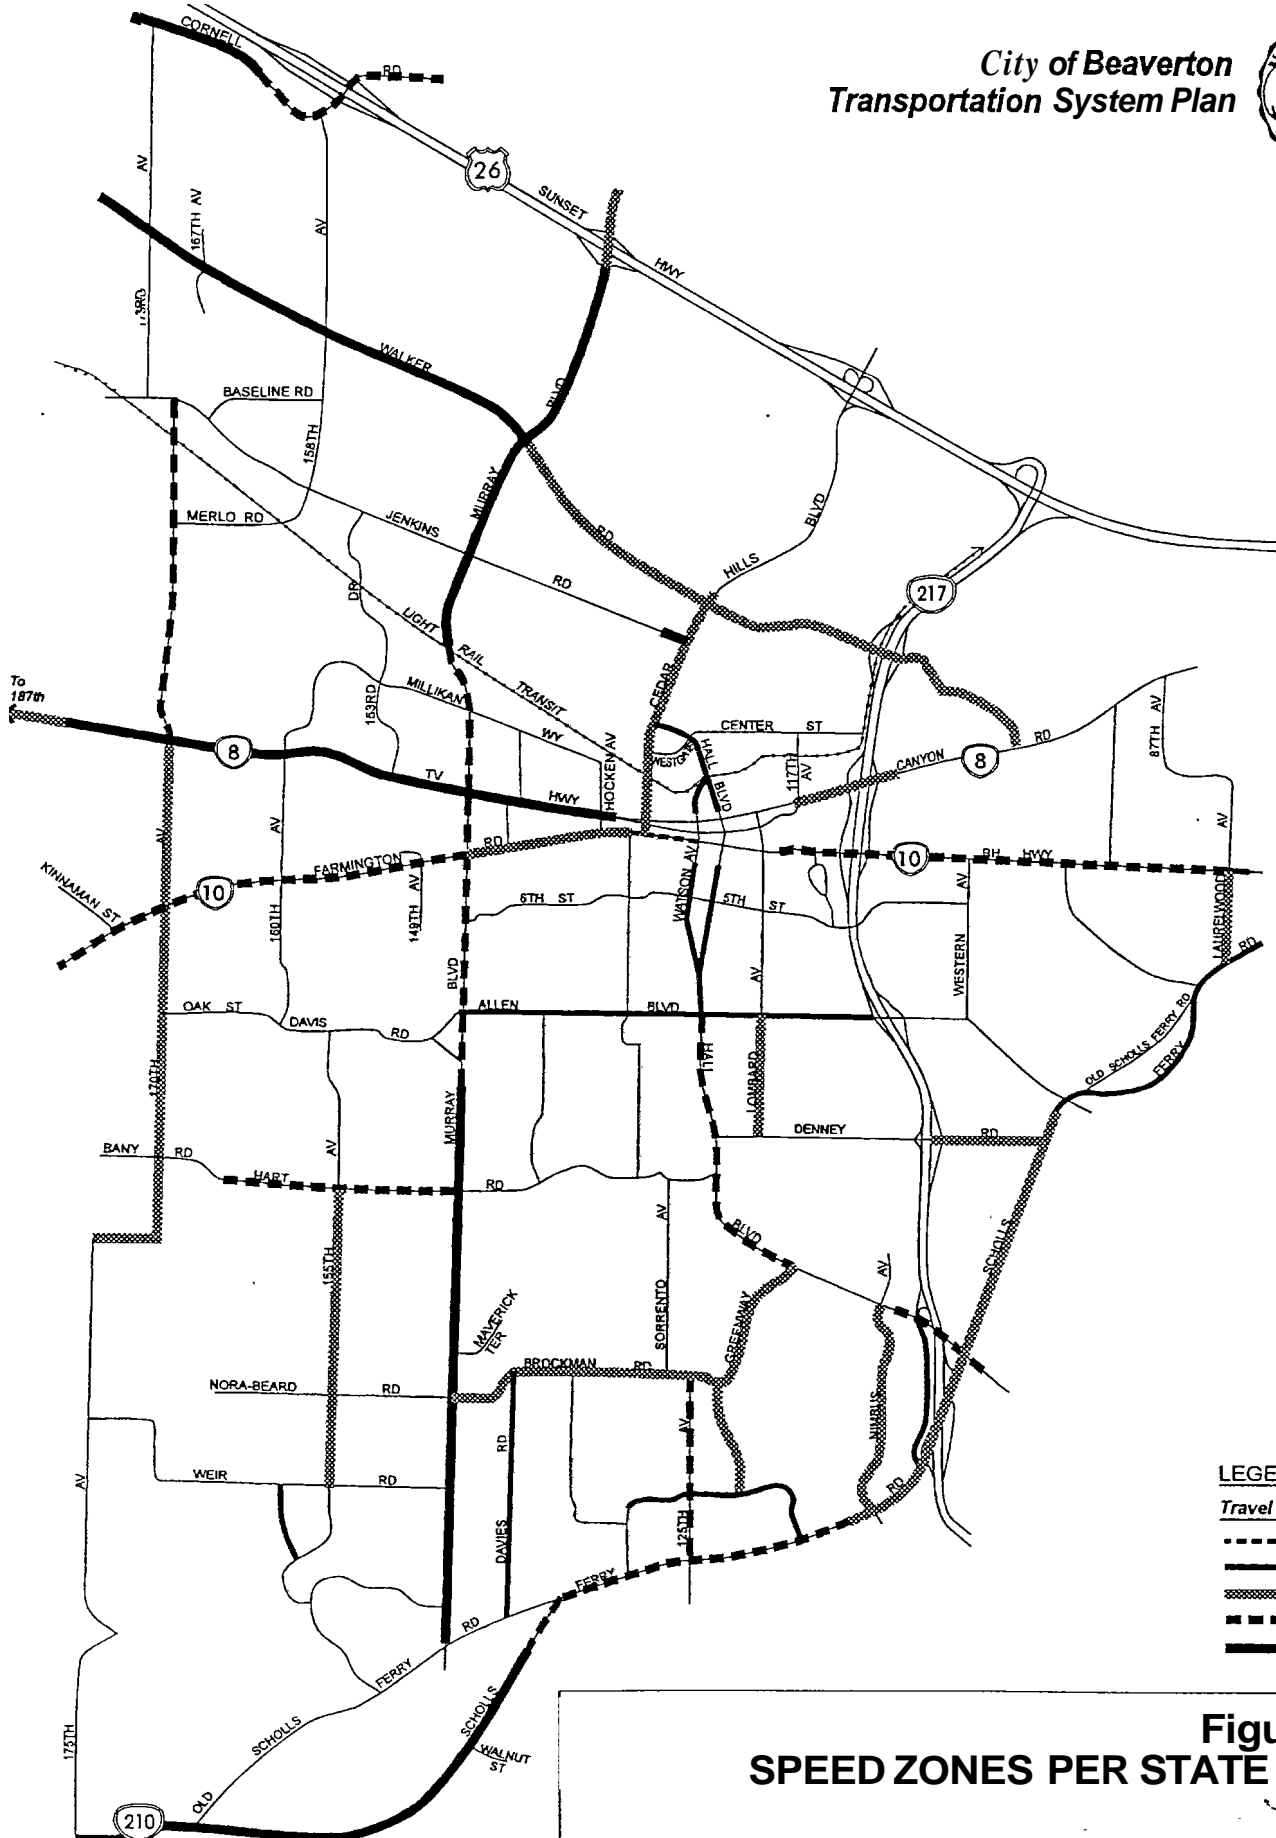 City of Beaverton
Transportation System Plan
CORNELL
RD
26
SUNSET
HWY
AV
167TH AV
AV
173RD
WALKER
BLVD
BASELINE RD
158TH
MURRAY
MERLO RD
JENKINS
RD
BLVD
RD
HILLS
DR
217
LIGHT
RAIL
TRANSIT
To
187th
MILLIKAN
WY
153RD
CEDAR
CENTER ST
WESTGATE
HALL BLVD
117TH
AV
CANYON
RD
8
87TH AV
8
TV
HWY
HOCKEN AV
AV
AV
AV
FARMINGTON
RD
10
BH HWY
10
KINNAMAN ST
160TH
149TH AV
6TH ST
WATSON AV
5TH ST
AV
WESTERN
LAURELWOOD
RD
BLVD
AV
OAK ST
DAVIS
RD
ALLEN
BLVD
170TH
HALL
LOMBARD
OLD SCHOLLS FERRY RD
FERRY
MURRAY
DENNEY
RD
BANY
RD
HART
RD
AV
155TH
AV
BLVD
SCHOLLS
AV
SORRENTO
GREENWAY
MAVERICK
TER
BROCKMAN
RD
NORA-BEARD
RD
NIMBUS
AV
RD
AV
WEIR
RD
RD
DAVIES
125TH
FERRY
RD
FERRY
SCHOLLS
SCHOLLS
WALNUT
ST
175TH
OLD
210
LEGE
Travel
Figu
SPEED ZONES PER STATE